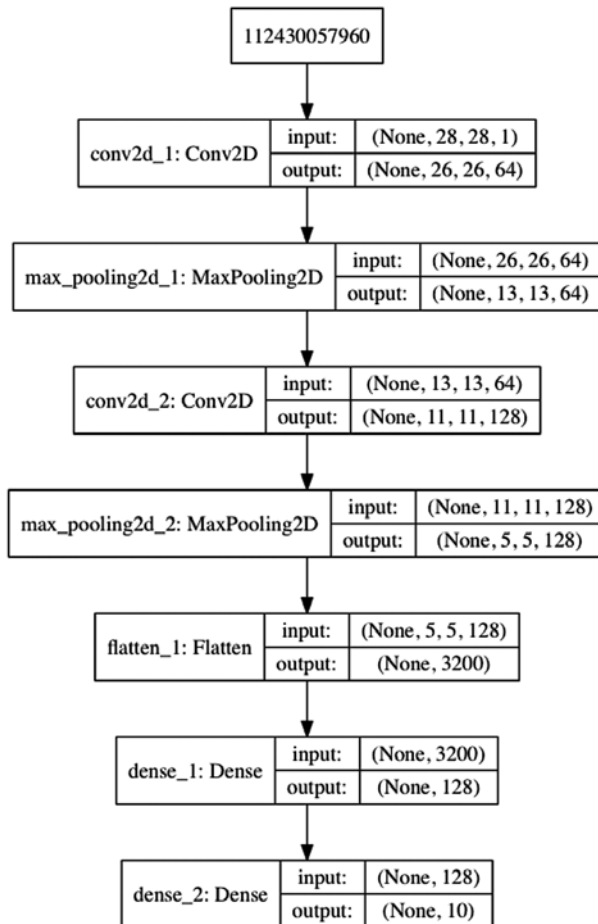 112430057960
conv2d_1: Conv2D
input: (None, 28, 28, 1)
output: (None, 26, 26, 64)
max_pooling2d_1: MaxPooling2D
input: (None, 26, 26, 64)
output: (None, 13, 13, 64)
conv2d_2: Conv2D
input: (None, 13, 13, 64)
output: (None, 11, 11, 128)
max_pooling2d_2: MaxPooling2D
input: (None, 11, 11, 128)
output: (None, 5, 5, 128)
flatten_1: Flatten
input: (None, 5, 5, 128)
output: (None, 3200)
dense_1: Dense
input: (None, 3200)
output: (None, 128)
dense_2: Dense
input: (None, 128)
output: (None, 10)